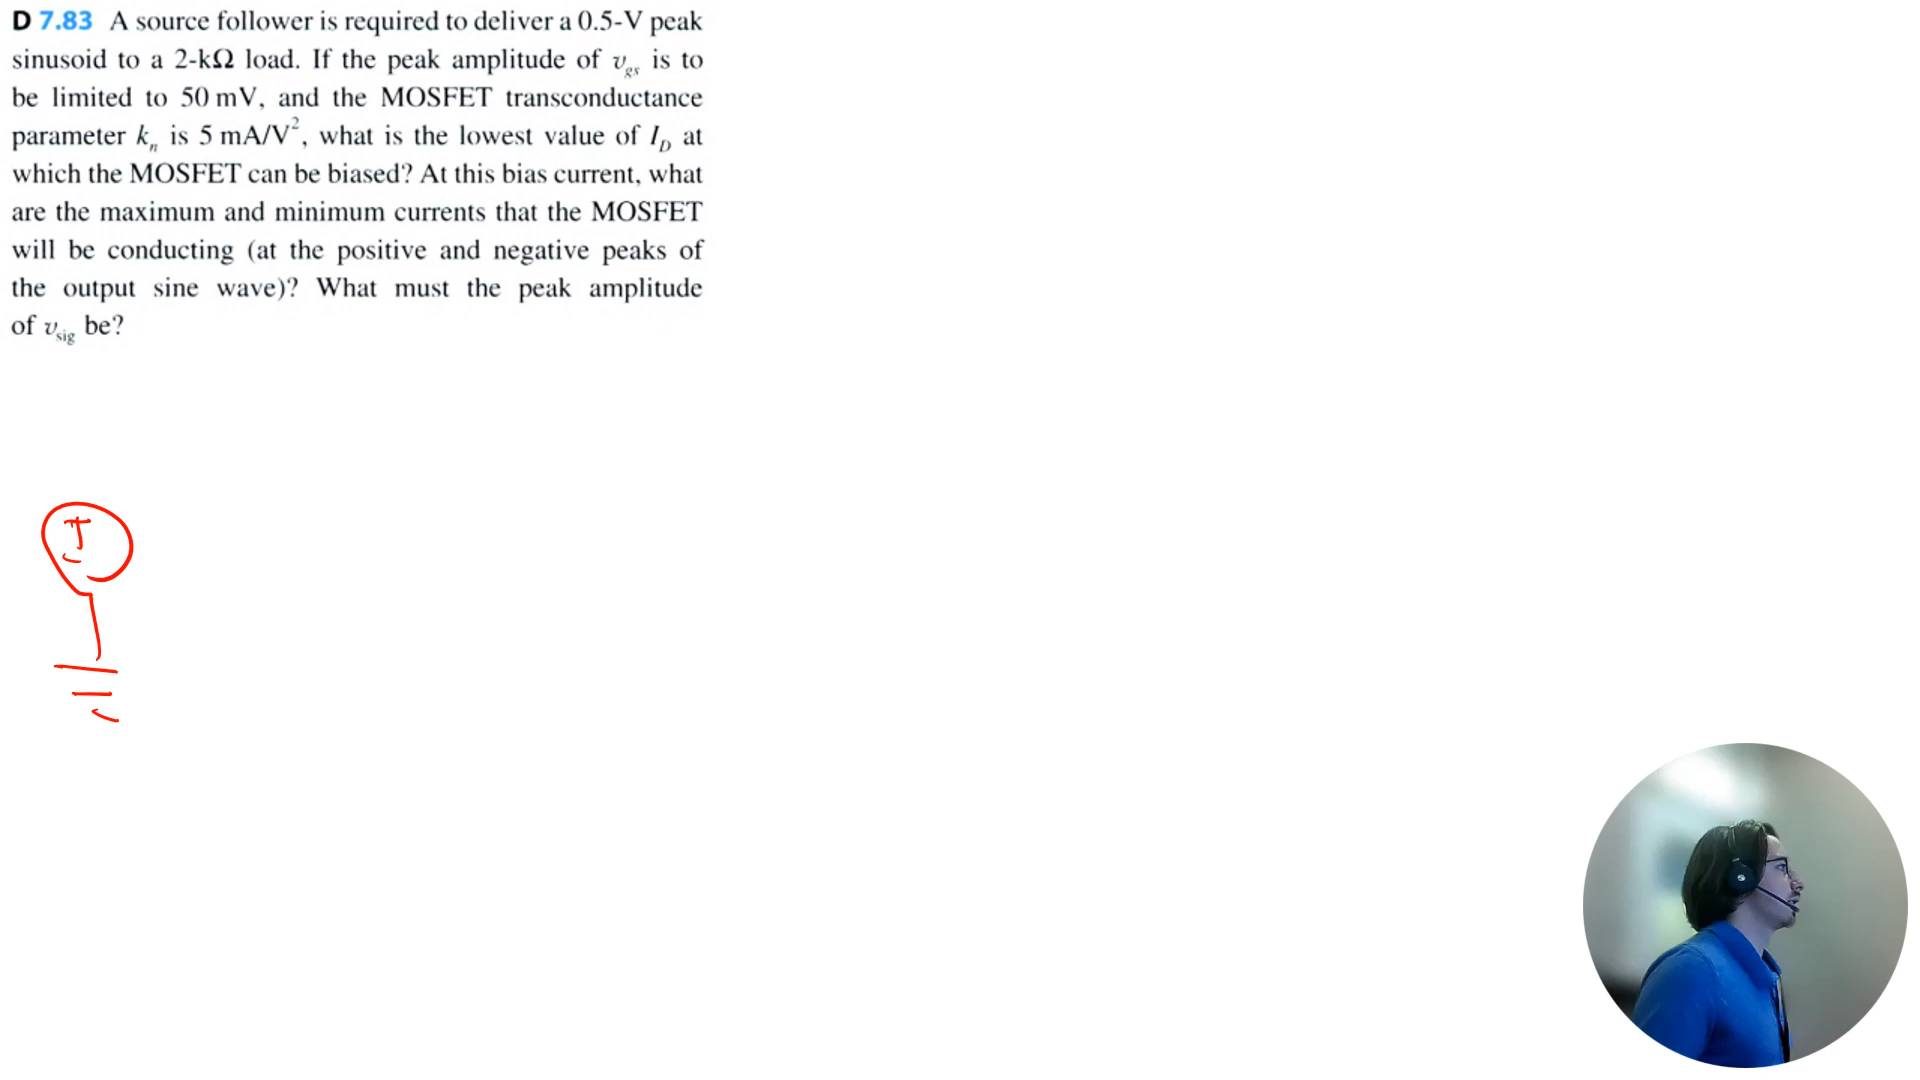 D 7.83 A source follower is required to deliver a 0.5-V peak
sinusoid to a 2-kΩ load. If the peak amplitude of v_gs is to
be limited to 50 mV, and the MOSFET transconductance
parameter k_n is 5 mA/V², what is the lowest value of I_D at
which the MOSFET can be biased? At this bias current, what
are the maximum and minimum currents that the MOSFET
will be conducting (at the positive and negative peaks of
the output sine wave)? What must the peak amplitude
of v_sig be?
+
-